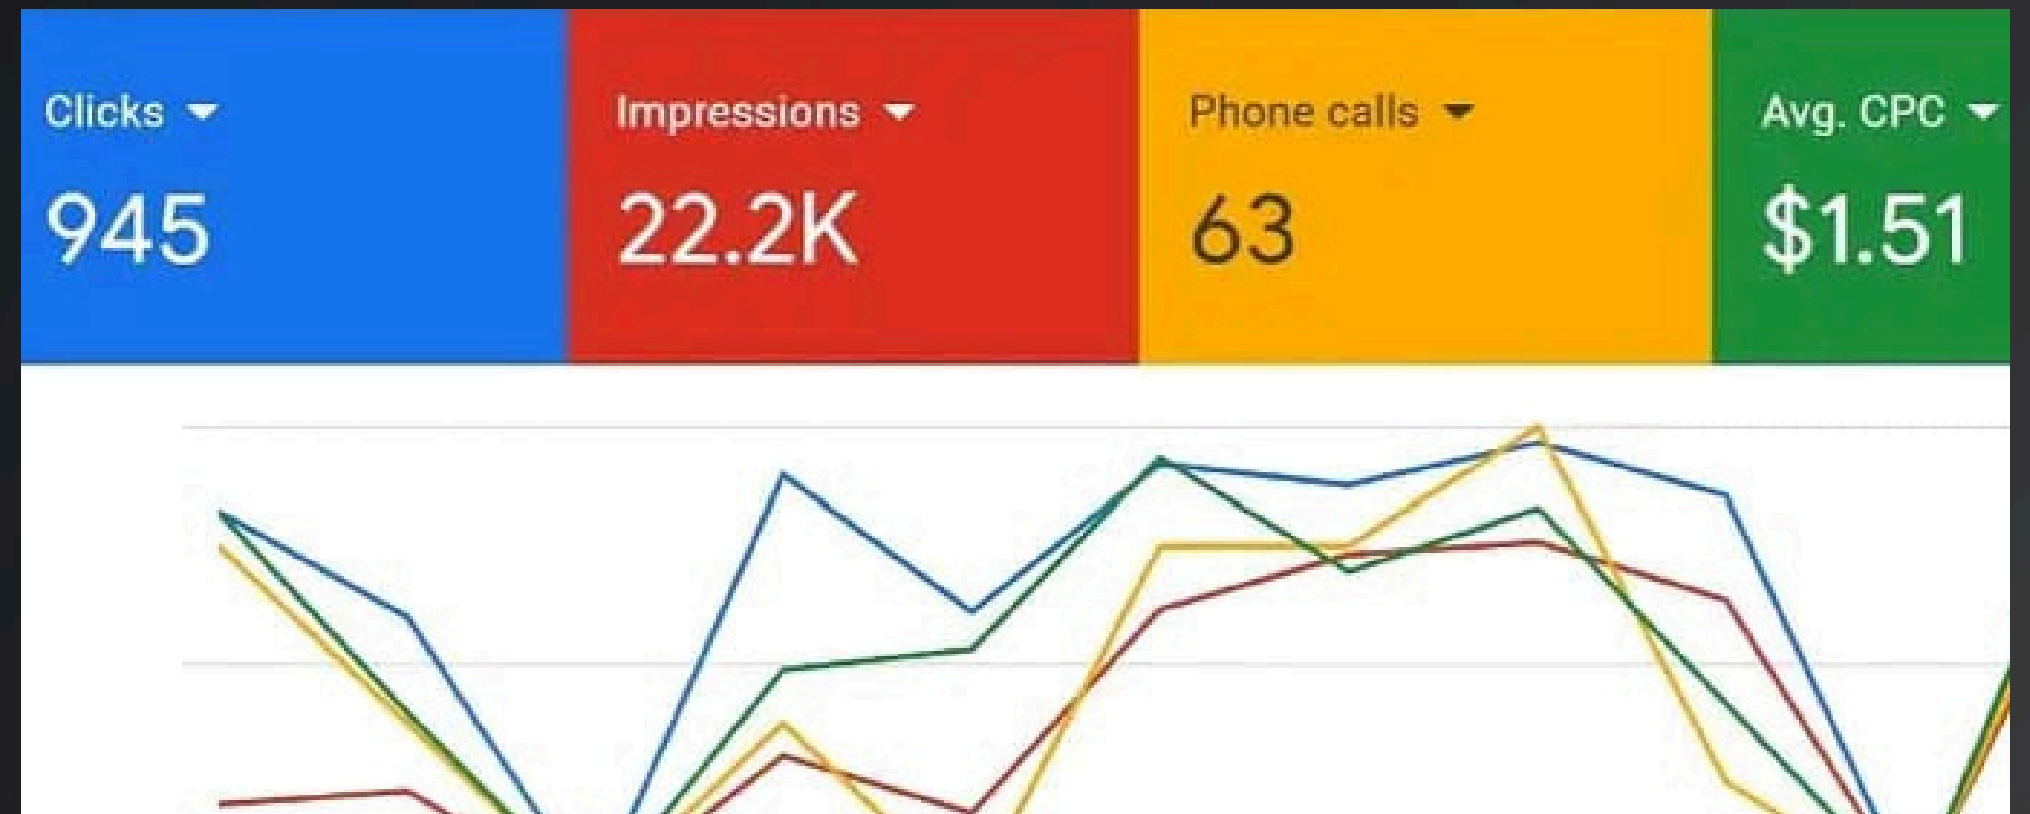 Clicks Impressions Phone calls Avg. CPC
945 22.2K 63 $1.51